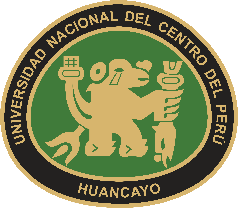 UNIVERSIDAD NACIONAL DEL CENTRO DEL PERÚ
HUANCAYO